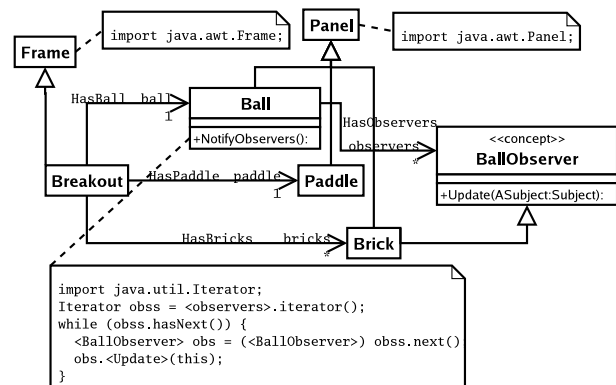 Panel
import java.awt.Frame;
import java.awt.Panel;
Frame
HasBall ball
1
Ball
+NotifyObservers():
HasObservers
observers
*
<<concept>>
BallObserver
+Update(ASubject:Subject):
Breakout
HasPaddle paddle
1
Paddle
HasBricks bricks
*
Brick
import java.util.Iterator;
Iterator obss = <observers>.iterator();
while (obss.hasNext()) {
<BallObserver> obs = (<BallObserver>) obss.next()
obs.<Update>(this);
}